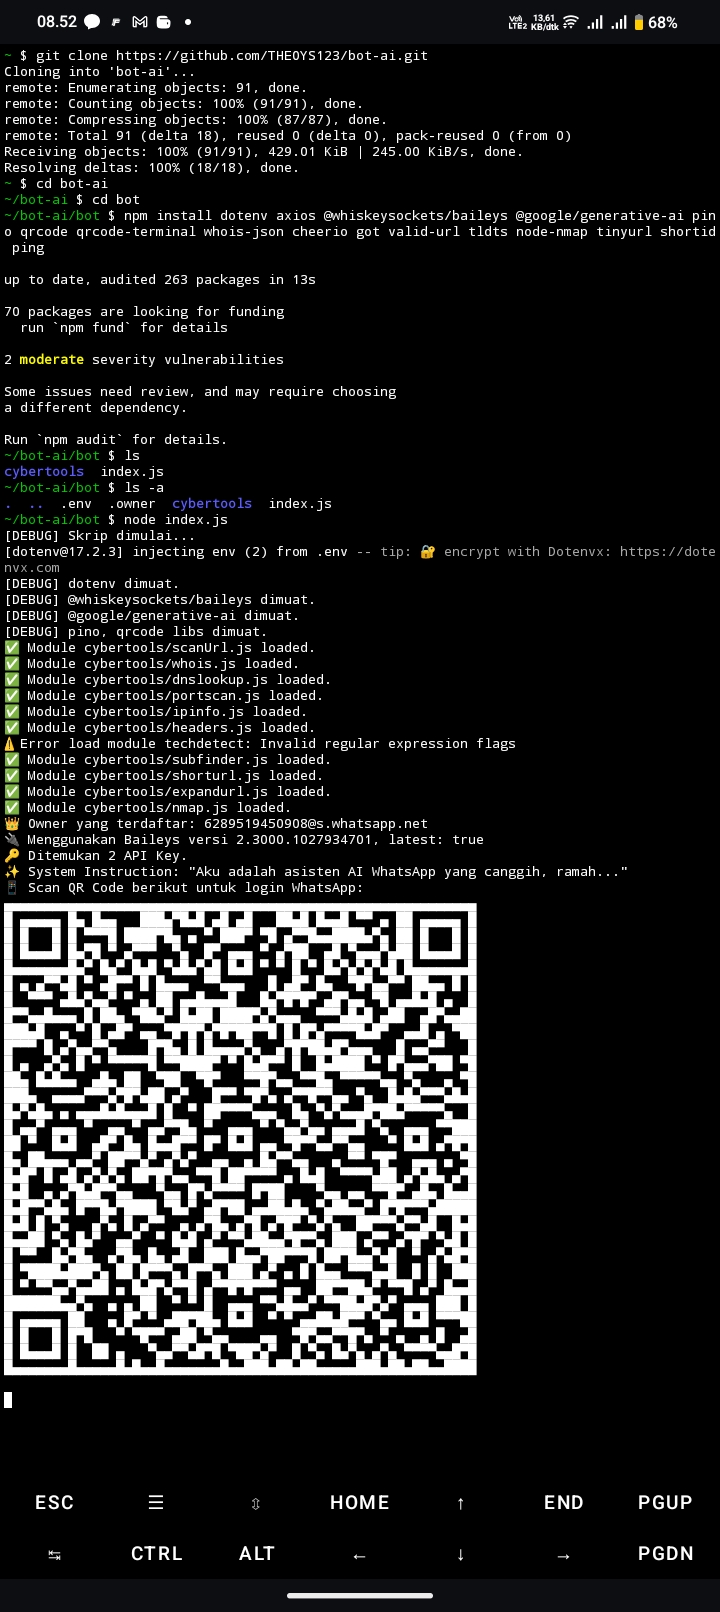 08.52
Vo)) LTE2 13,61 KB/dtk 68%
~ $ git clone https://github.com/THE0YS123/bot-ai.git
Cloning into 'bot-ai'...
remote: Enumerating objects: 91, done.
remote: Counting objects: 100% (91/91), done.
remote: Compressing objects: 100% (87/87), done.
remote: Total 91 (delta 18), reused 0 (delta 0), pack-reused 0 (from 0)
Receiving objects: 100% (91/91), 429.01 KiB | 245.00 KiB/s, done.
Resolving deltas: 100% (18/18), done.
~ $ cd bot-ai
~/bot-ai $ cd bot
~/bot-ai/bot $ npm install dotenv axios @whiskeysockets/baileys @google/generative-ai pin
o qrcode qrcode-terminal whois-json cheerio got valid-url tldts node-nmap tinyurl shortid
 ping
up to date, audited 263 packages in 13s
70 packages are looking for funding
  run `npm fund` for details
2 moderate severity vulnerabilities
Some issues need review, and may require choosing
a different dependency.
Run `npm audit` for details.
~/bot-ai/bot $ ls
cybertools  index.js
~/bot-ai/bot $ ls -a
.  ..  .env  .owner  cybertools  index.js
~/bot-ai/bot $ node index.js
[DEBUG] Skrip dimulai...
[dotenv@17.2.3] injecting env (2) from .env -- tip: 🔐 encrypt with Dotenvx: https://dote
nvx.com
[DEBUG] dotenv dimuat.
[DEBUG] @whiskeysockets/baileys dimuat.
[DEBUG] @google/generative-ai dimuat.
[DEBUG] pino, qrcode libs dimuat.
✅ Module cybertools/scanUrl.js loaded.
✅ Module cybertools/whois.js loaded.
✅ Module cybertools/dnslookup.js loaded.
✅ Module cybertools/portscan.js loaded.
✅ Module cybertools/ipinfo.js loaded.
✅ Module cybertools/headers.js loaded.
⚠️Error load module techdetect: Invalid regular expression flags
✅ Module cybertools/subfinder.js loaded.
✅ Module cybertools/shorturl.js loaded.
✅ Module cybertools/expandurl.js loaded.
✅ Module cybertools/nmap.js loaded.
👑 Owner yang terdaftar: 6289519450908@s.whatsapp.net
🔌 Menggunakan Baileys versi 2.3000.1027934701, latest: true
🔑 Ditemukan 2 API Key.
✨ System Instruction: "Aku adalah asisten AI WhatsApp yang canggih, ramah..."
📱 Scan QR Code berikut untuk login WhatsApp:
ESC ☰ ⇳ HOME ↑ END PGUP
↹ CTRL ALT ← ↓ → PGDN